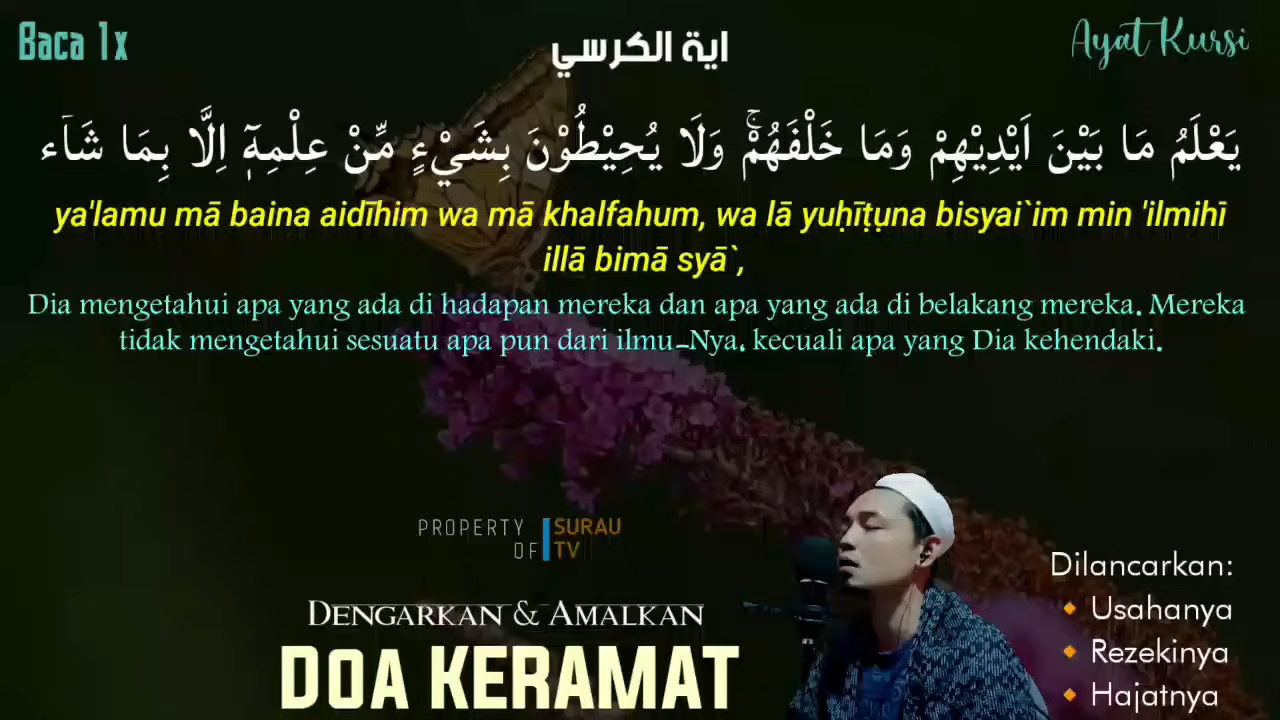 Baca 1x
اية الكرسي
Ayat Kursi
يَعْلَمُ مَا بَيْنَ اَيْدِيْهِمْ وَمَا خَلْفَهُمْۚ وَلَا يُحِيْطُوْنَ بِشَيْءٍ مِّنْ عِلْمِهٖٓ اِلَّا بِمَا شَاۤء
ya'lamu mā baina aidīhim wa mā khalfahum, wa lā yuḥīṭụna bisyai`im min 'ilmihī
illā bimā syā`,
Dia mengetahui apa yang ada di hadapan mereka dan apa yang ada di belakang mereka. Mereka
tidak mengetahui sesuatu apa pun dari ilmu-Nya. kecuali apa yang Dia kehendaki.
PROPERTY OF
SURAU TV
DENGARKAN & AMALKAN
DOA KERAMAT
Dilancarkan:
🔸 Usahanya
🔸 Rezekinya
🔸 Hajatnya